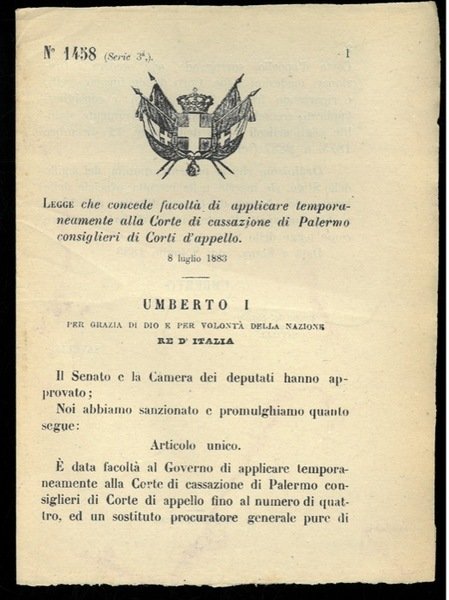 N° 1458 (Serie 3ª.). 1
LEGGE che concede facoltà di applicare tempora-
neamente alla Corte di cassazione di Palermo
consiglieri di Corti d'appello.
8 luglio 1883
UMBERTO I
PER GRAZIA DI DIO E PER VOLONTÀ DELLA NAZIONE
RE D'ITALIA
Il Senato e la Camera dei deputati hanno ap-
provato;
Noi abbiamo sanzionato e promulghiamo quanto
segue:
Articolo unico.
È data facoltà al Governo di applicare tempora-
neamente alla Corte di cassazione di Palermo con-
siglieri di Corte di appello fino al numero di quat-
tro, ed un sostituto procuratore generale pure di